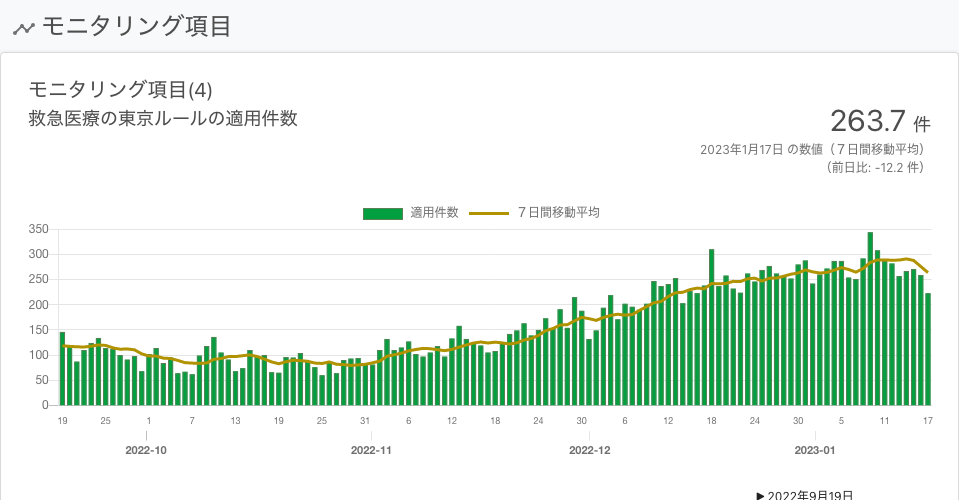 モニタリング項目
モニタリング項目(4)
救急医療の東京ルールの適用件数
263.7 件
2023年1月17日 の数値（７日間移動平均）
（前日比: -12.2 件）
適用件数 ７日間移動平均
350
300
250
200
150
100
50
0
19 25 1 7 13 19 25 31 6 12 18 24 30 6 12 18 24 30 5 11 17
2022-10 2022-11 2022-12 2023-01
▶ 2022年9月19日